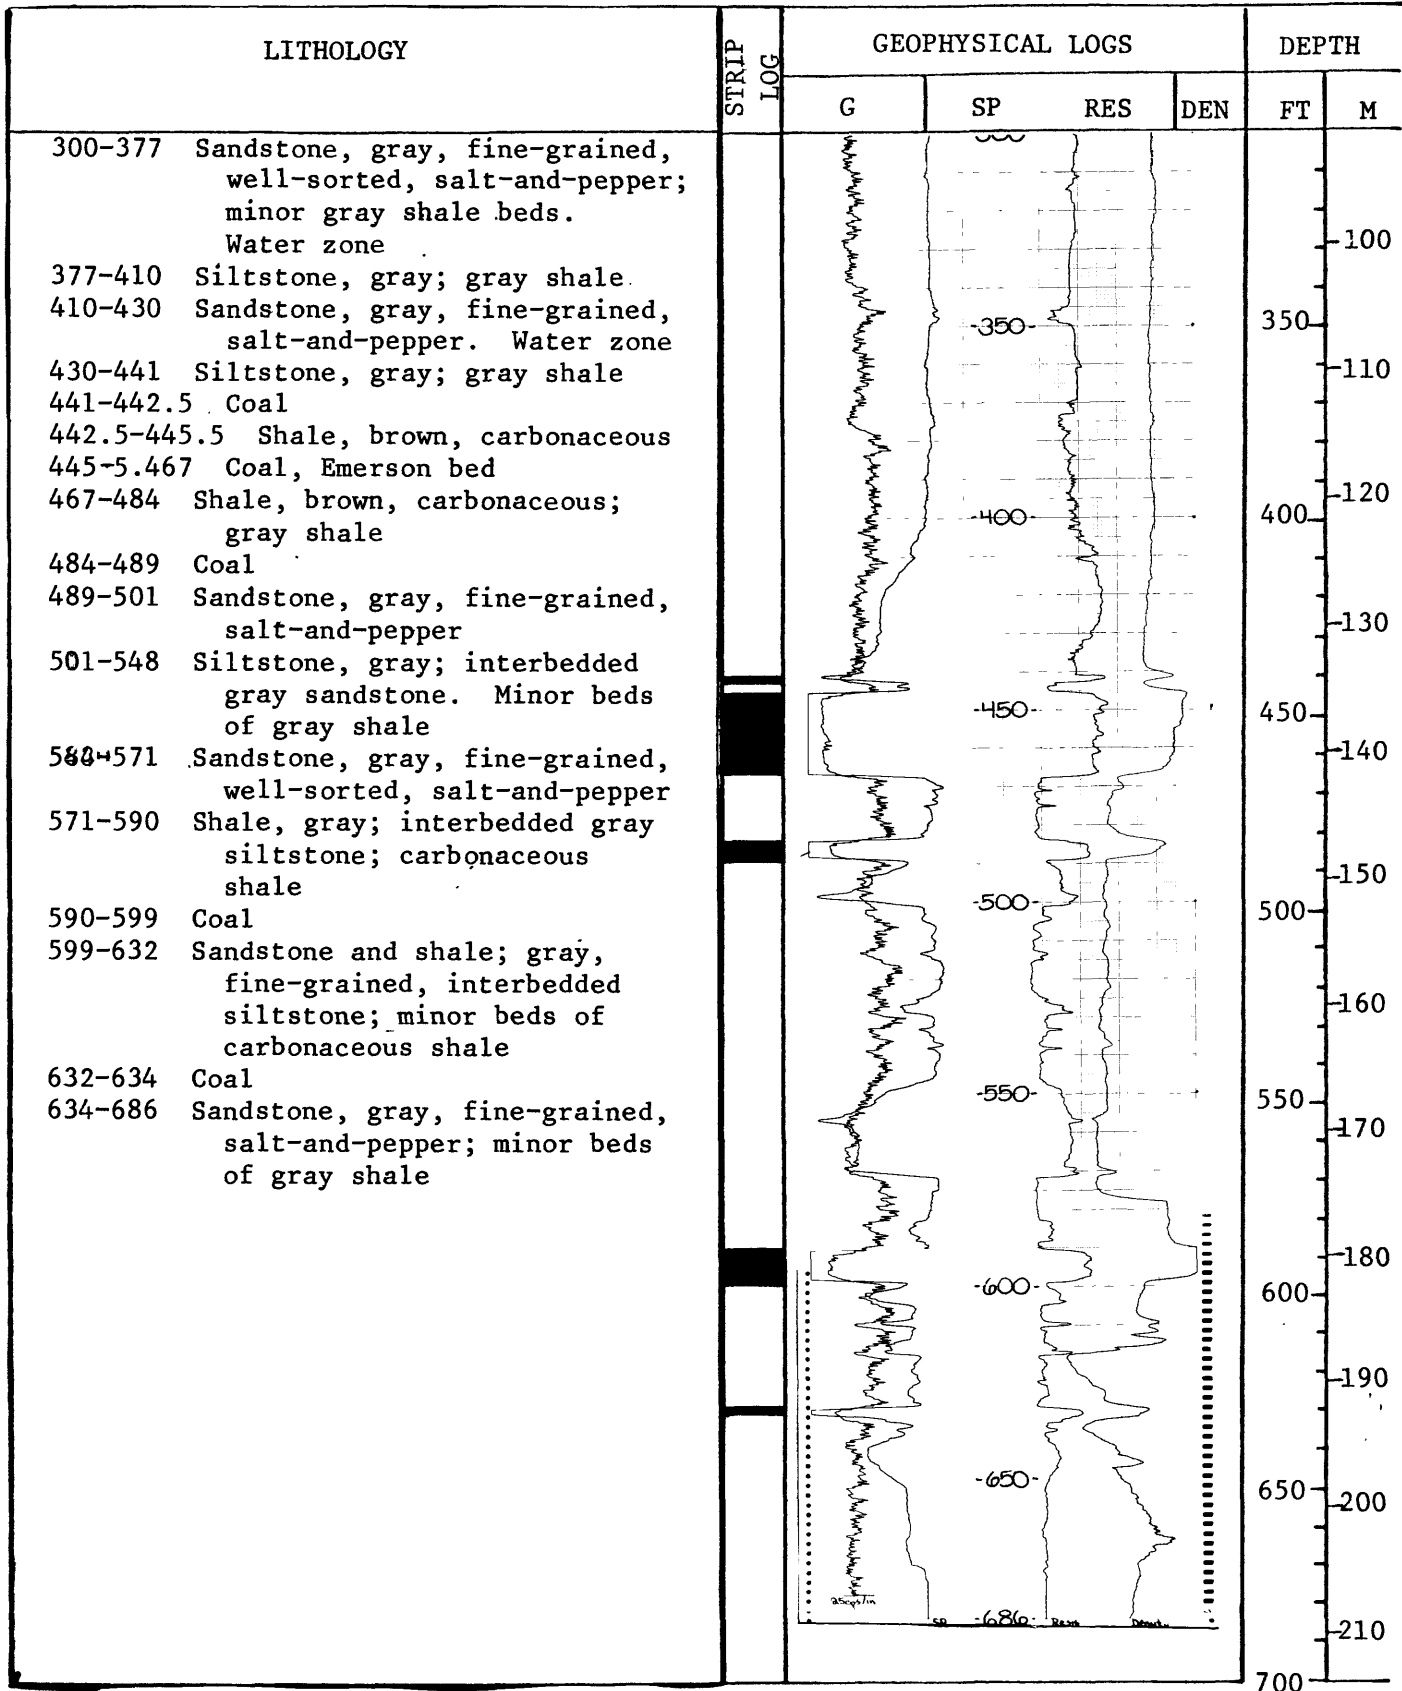 LITHOLOGY
STRIP LOG
GEOPHYSICAL LOGS
DEPTH
G SP RES DEN FT M
300-377 Sandstone, gray, fine-grained,
well-sorted, salt-and-pepper;
minor gray shale beds.
Water zone
377-410 Siltstone, gray; gray shale
410-430 Sandstone, gray, fine-grained,
salt-and-pepper. Water zone
430-441 Siltstone, gray; gray shale
441-442.5 Coal
442.5-445.5 Shale, brown, carbonaceous
445-5.467 Coal, Emerson bed
467-484 Shale, brown, carbonaceous;
gray shale
484-489 Coal
489-501 Sandstone, gray, fine-grained,
salt-and-pepper
501-548 Siltstone, gray; interbedded
gray sandstone. Minor beds
of gray shale
Sandstone, gray, fine-grained,
well-sorted, salt-and-pepper
571-590 Shale, gray; interbedded gray
siltstone; carbonaceous
shale
590-599 Coal
599-632 Sandstone and shale; gray,
fine-grained, interbedded
siltstone; minor beds of
carbonaceous shale
632-634 Coal
634-686 Sandstone, gray, fine-grained,
salt-and-pepper; minor beds
of gray shale
-350-
-400-
-450-
-500-
-550-
-600-
-650-
25cps/in
SP -686- Density
350
400
450
500
550
600
650
700
100
110
120
130
140
150
160
170
180
190
200
210